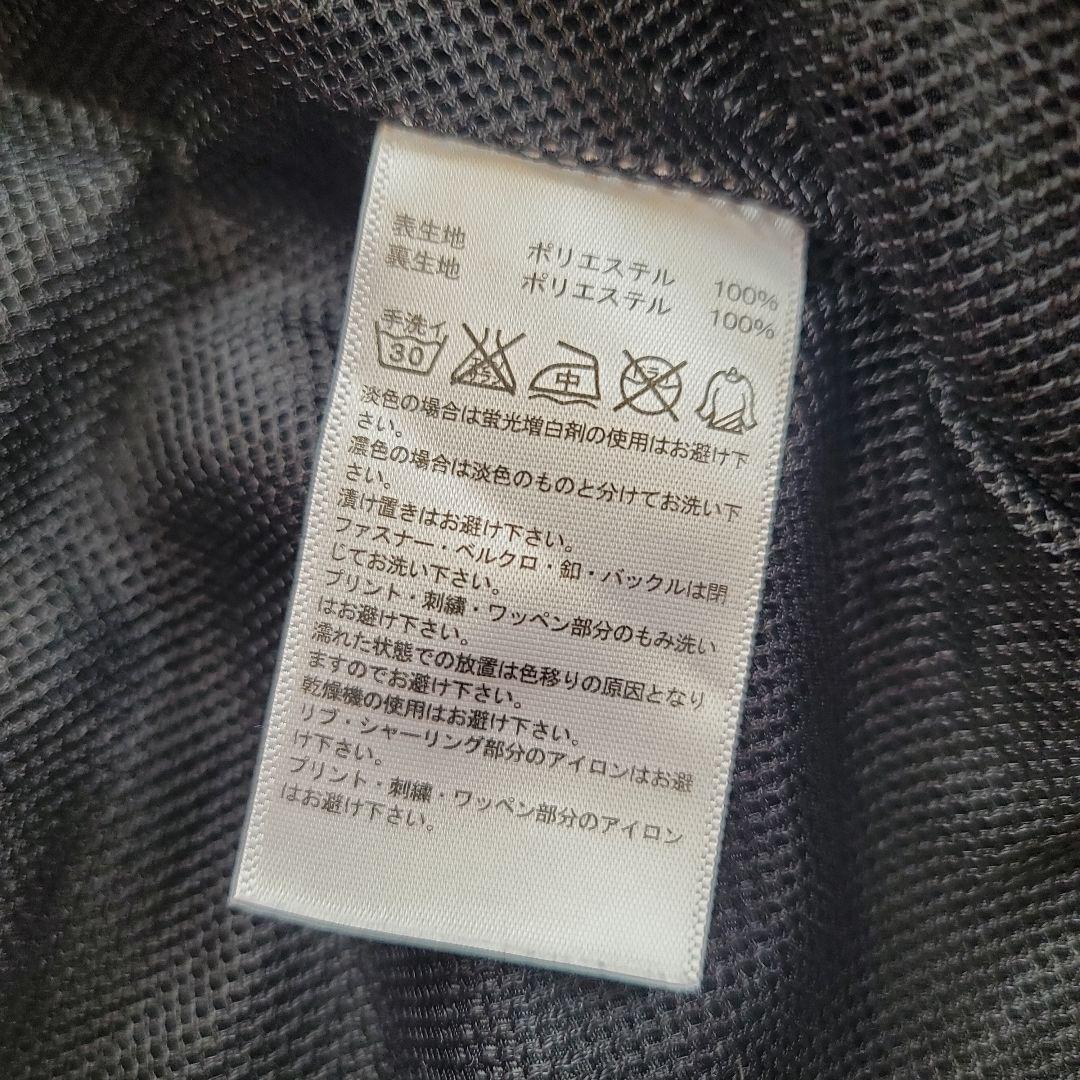 表生地 ポリエステル 100%
裏生地 ポリエステル 100%
手洗イ
30
中
淡色の場合は蛍光増白剤の使用はお避け下
さい。
濃色の場合は淡色のものと分けてお洗い下
さい。
漬け置きはお避け下さい。
ファスナー・ベルクロ・釦・バックルは閉
じてお洗い下さい。
プリント・刺繍・ワッペン部分のもみ洗い
はお避け下さい。
濡れた状態での放置は色移りの原因となり
ますのでお避け下さい。
乾燥機の使用はお避け下さい。
リブ・シャーリング部分のアイロンはお避
け下さい。
プリント・刺繍・ワッペン部分のアイロン
はお避け下さい。